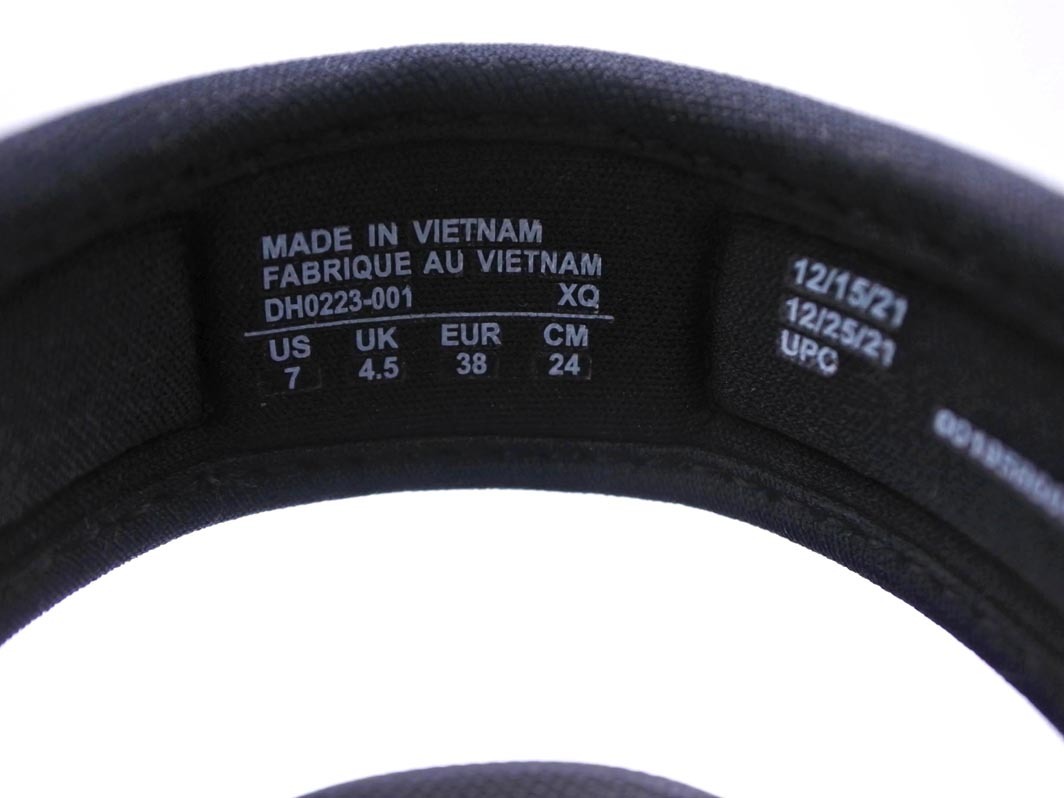 MADE IN VIETNAM
FABRIQUE AU VIETNAM
DH0223-001 XQ
US UK EUR CM
7 4.5 38 24
12/15/21
12/25/21
UPC